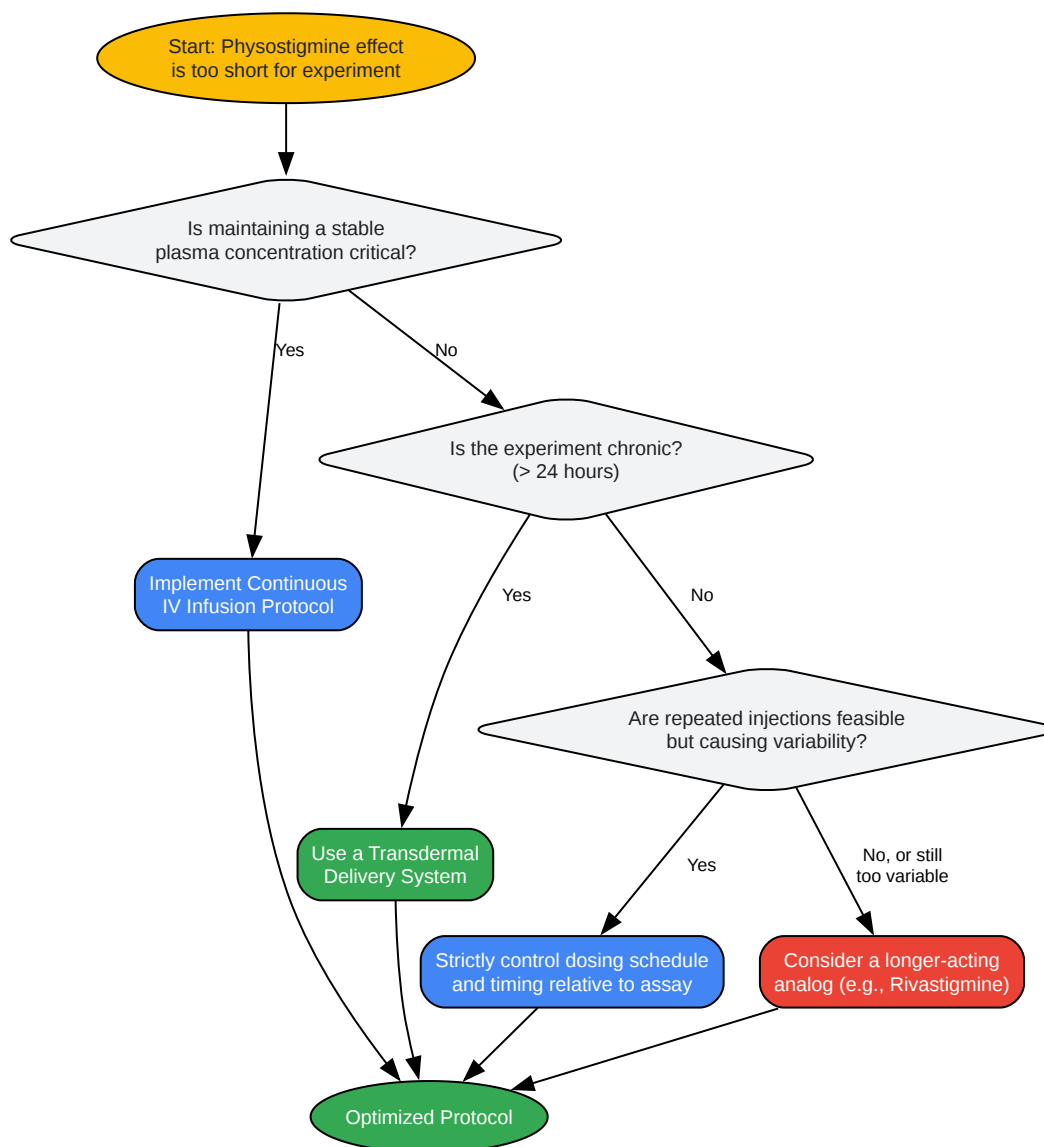 Start: Physostigmine effect
is too short for experiment
Is maintaining a stable
plasma concentration critical?
Yes
No
Is the experiment chronic?
(> 24 hours)
Implement Continuous
IV Infusion Protocol
Yes
No
Are repeated injections feasible
but causing variability?
Use a Transdermal
Delivery System
Yes
No, or still
too variable
Strictly control dosing schedule
and timing relative to assay
Consider a longer-acting
analog (e.g., Rivastigmine)
Optimized Protocol